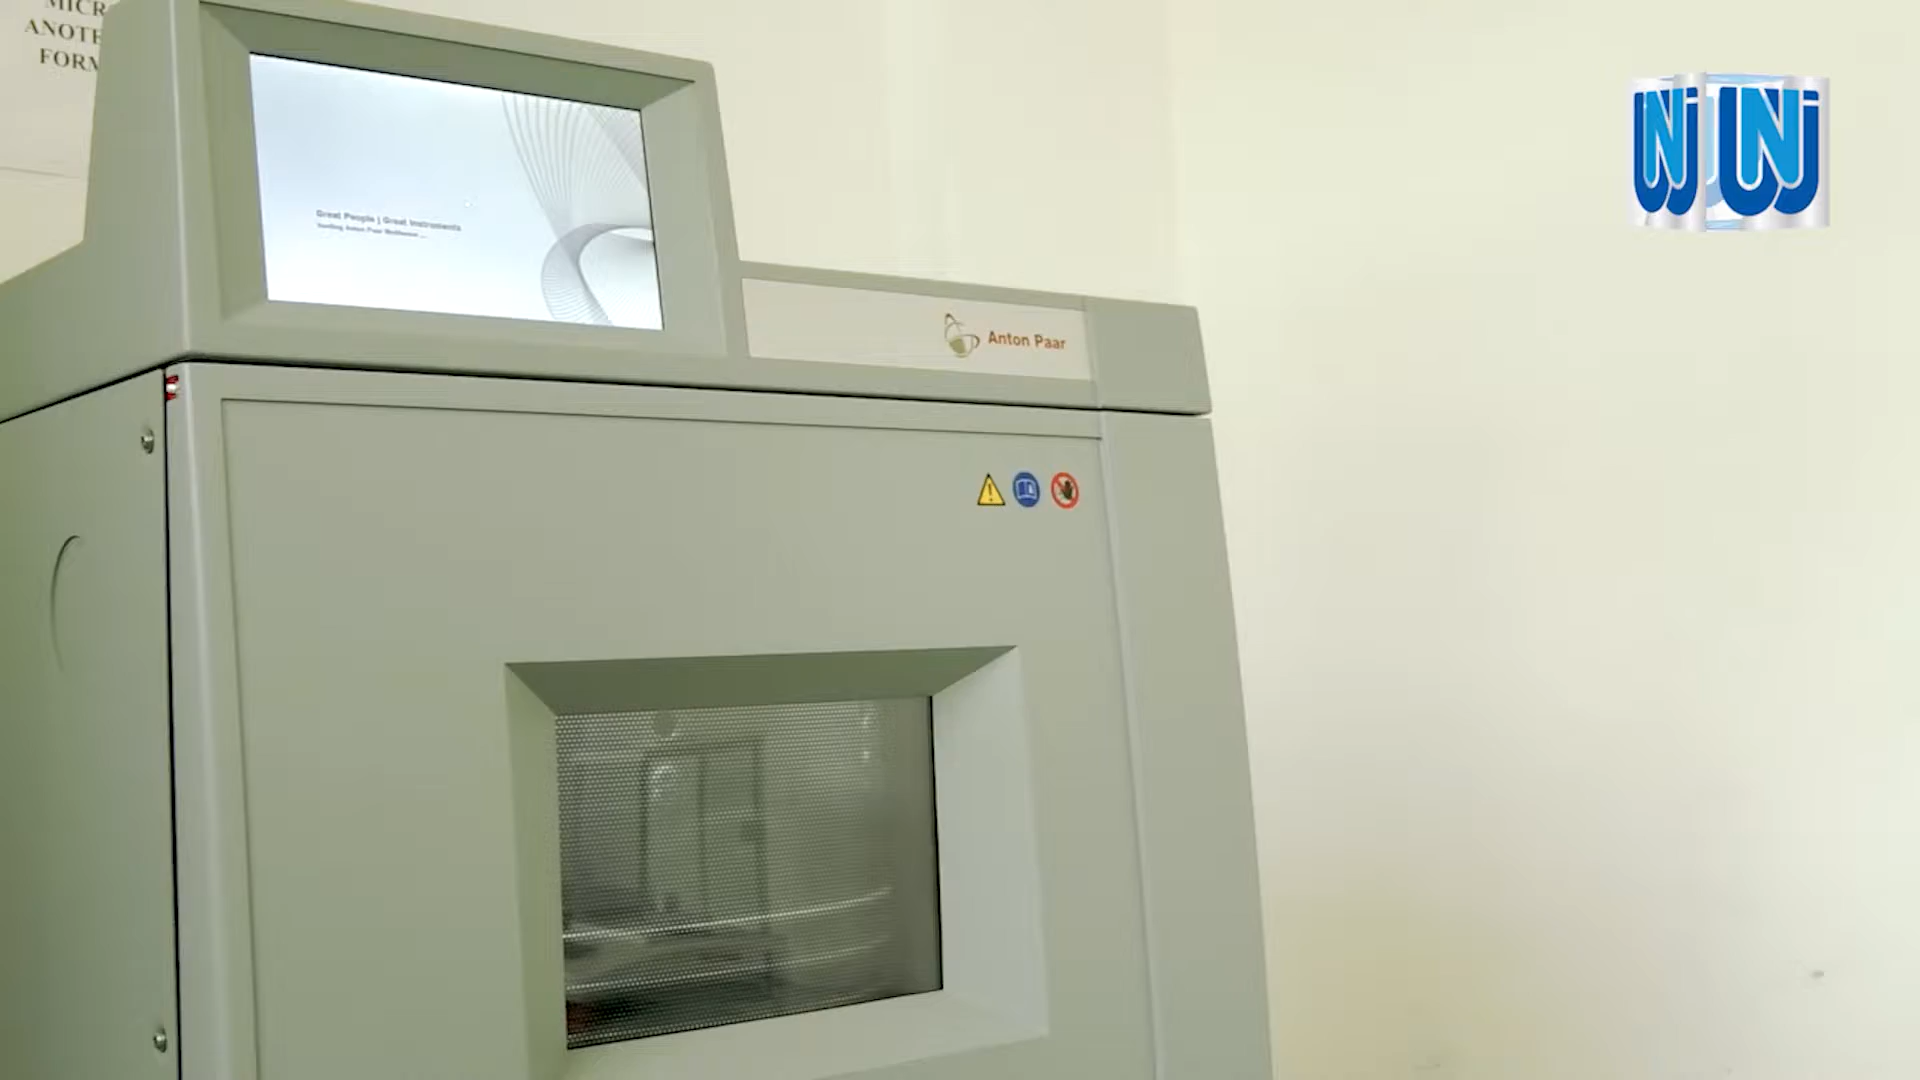 MICR
ANOTE
FORM
Great People | Great Instruments
Anton Paar